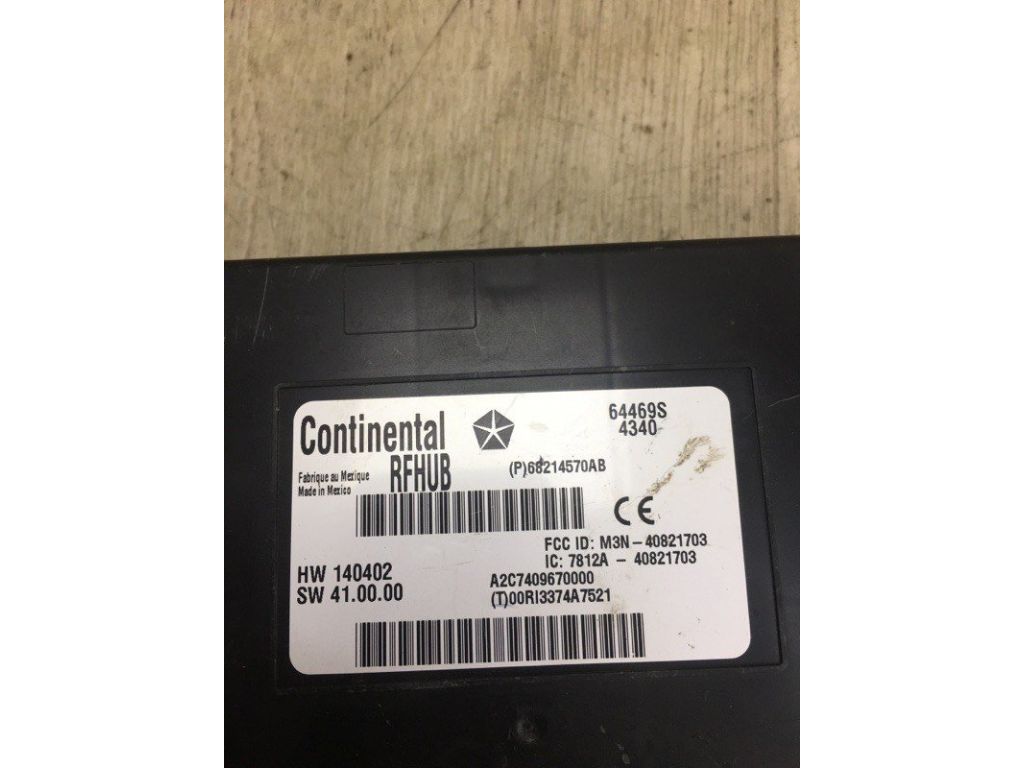 Continental
RFHUB
Fabrique au Mexique
Made in Mexico
64469S
4340
(P)68214570AB
CE
FCC ID: M3N-40821703
IC: 7812A - 40821703
HW 140402
SW 41.00.00
A2C7409670000
(T)00RI3374A7521